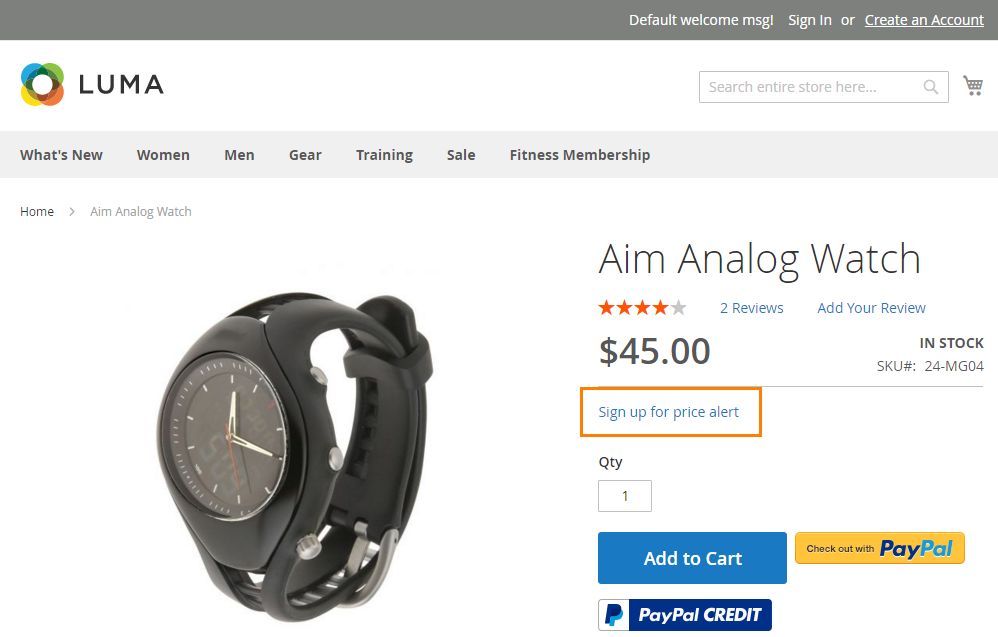 Default welcome msg! Sign In or Create an Account
LUMA
Search entire store here...
What's New Women Men Gear Training Sale Fitness Membership
Home > Aim Analog Watch
Aim Analog Watch
2 Reviews Add Your Review
$45.00
IN STOCK
SKU#: 24-MG04
Sign up for price alert
Qty
1
Add to Cart
Check out with PayPal
PayPal CREDIT